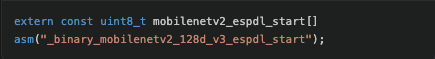 extern const uint8_t mobilenetv2_espdl_start[]
asm("_binary_mobilenetv2_128d_v3_espdl_start");